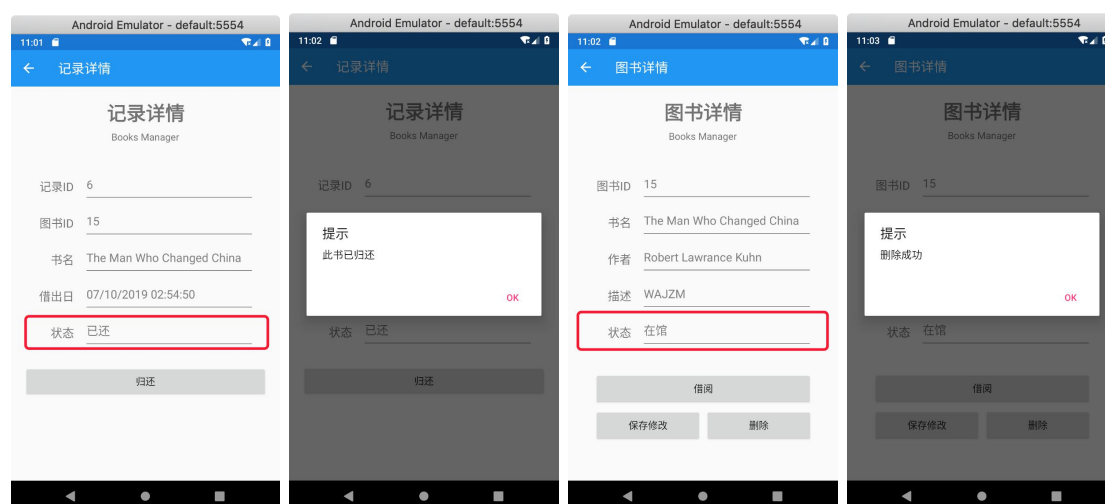 Android Emulator - default:5554
11:01
记录详情
记录详情
Books Manager
记录ID 6
图书ID 15
书名 The Man Who Changed China
借出日 07/10/2019 02:54:50
状态 已还
归还
Android Emulator - default:5554
11:02
记录详情
记录详情
Books Manager
记录ID 6
提示
此书已归还
OK
状态 已还
归还
Android Emulator - default:5554
11:02
图书详情
图书详情
Books Manager
图书ID 15
书名 The Man Who Changed China
作者 Robert Lawrance Kuhn
描述 WAJZM
状态 在馆
借阅
保存修改 删除
Android Emulator - default:5554
11:03
图书详情
图书详情
Books Manager
图书ID 15
提示
删除成功
OK
状态 在馆
借阅
保存修改 删除